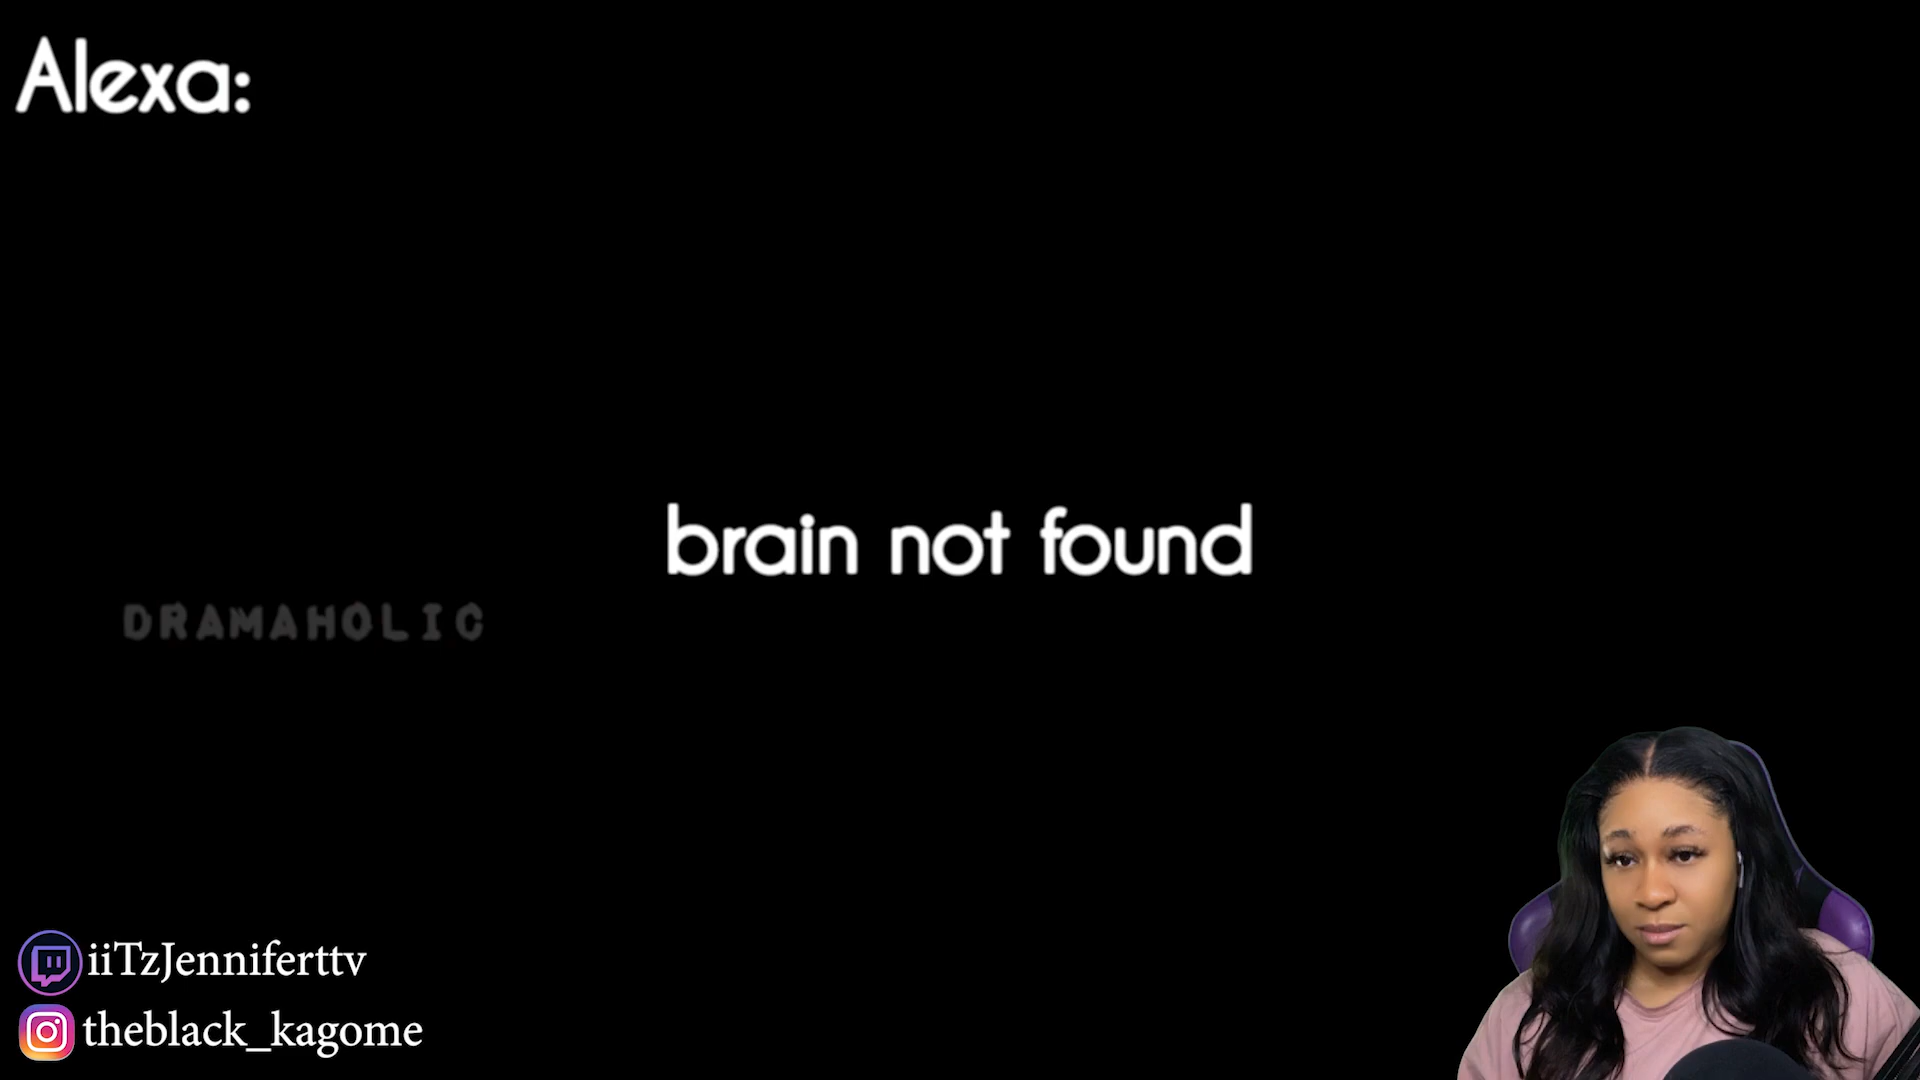 Alexa:
brain not found
DRAMAHOLIC
iiTzJenniferttv
theblack_kagome